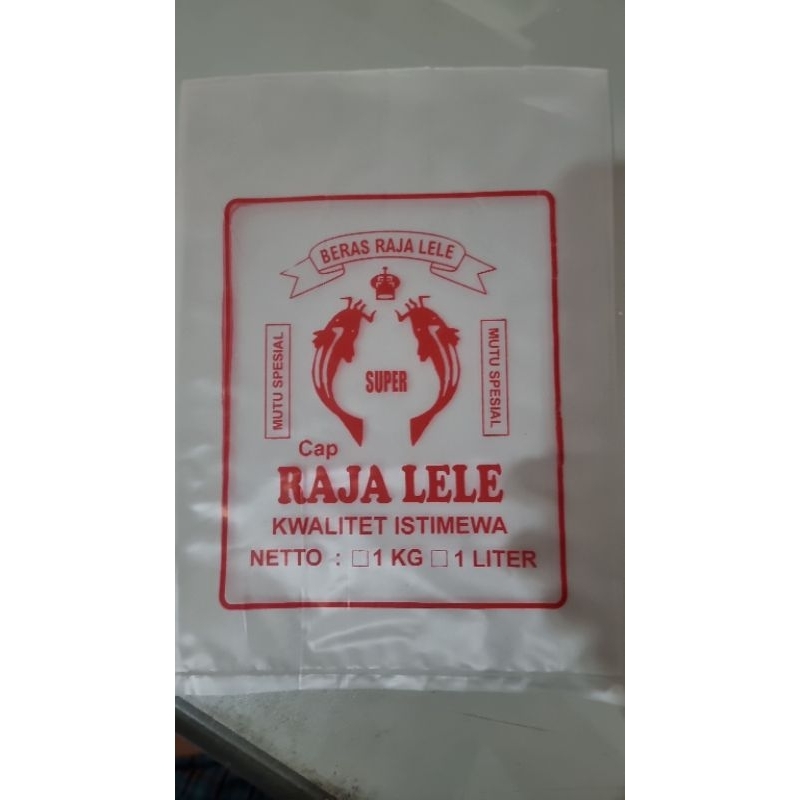 BERAS RAJA LELE
MUTU SPESIAL
SUPER
MUTU SPESIAL
Cap
RAJA LELE
KWALITET ISTIMEWA
NETTO : □ 1 KG □ 1 LITER